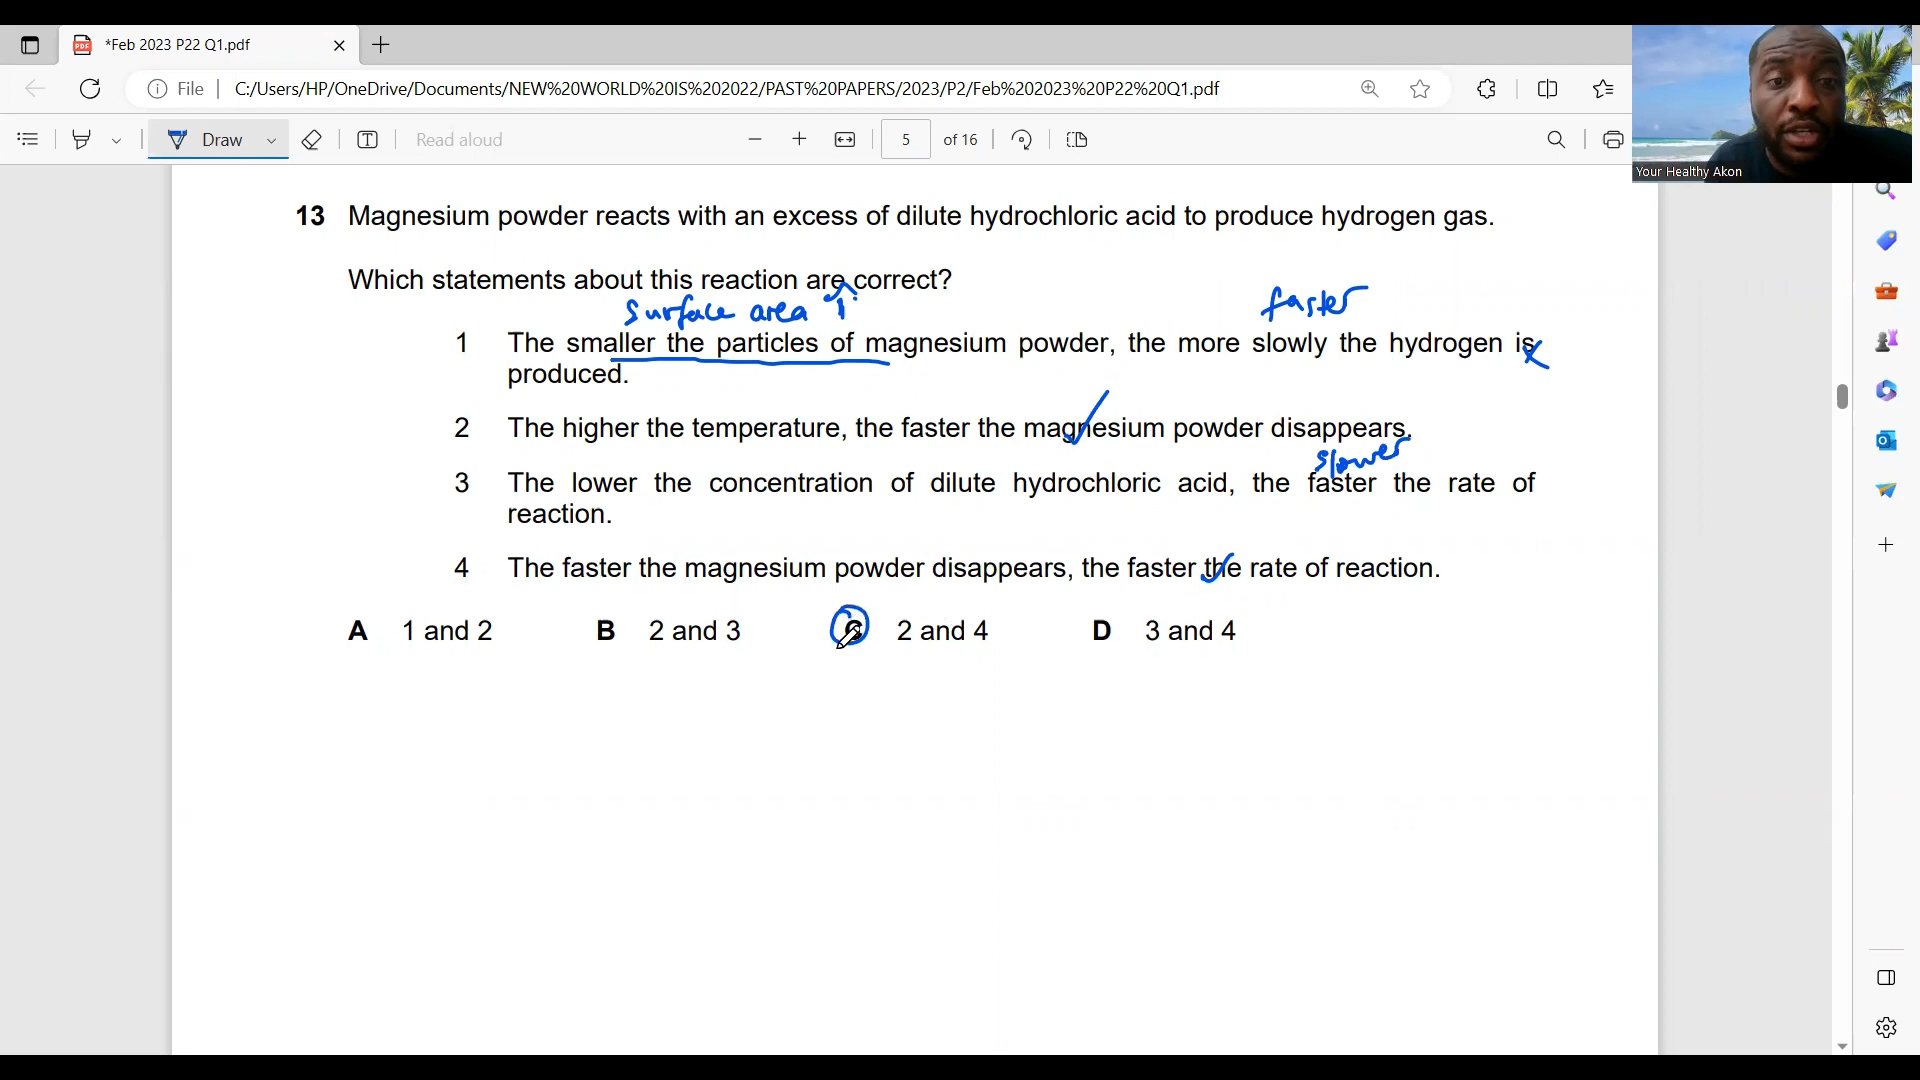 *Feb 2023 P22 Q1.pdf
File
C:/Users/HP/OneDrive/Documents/NEW%20WORLD%20IS%202022/PAST%20PAPERS/2023/P2/Feb%202023%20P22%20Q1.pdf
Draw
Read aloud
5 of 16
Your Healthy Akon
13 Magnesium powder reacts with an excess of dilute hydrochloric acid to produce hydrogen gas.
Which statements about this reaction are correct?
surface area ↑
faster
1 The smaller the particles of magnesium powder, the more slowly the hydrogen is
produced.
2 The higher the temperature, the faster the magnesium powder disappears.
slower
3 The lower the concentration of dilute hydrochloric acid, the faster the rate of
reaction.
4 The faster the magnesium powder disappears, the faster the rate of reaction.
A 1 and 2 B 2 and 3 C 2 and 4 D 3 and 4